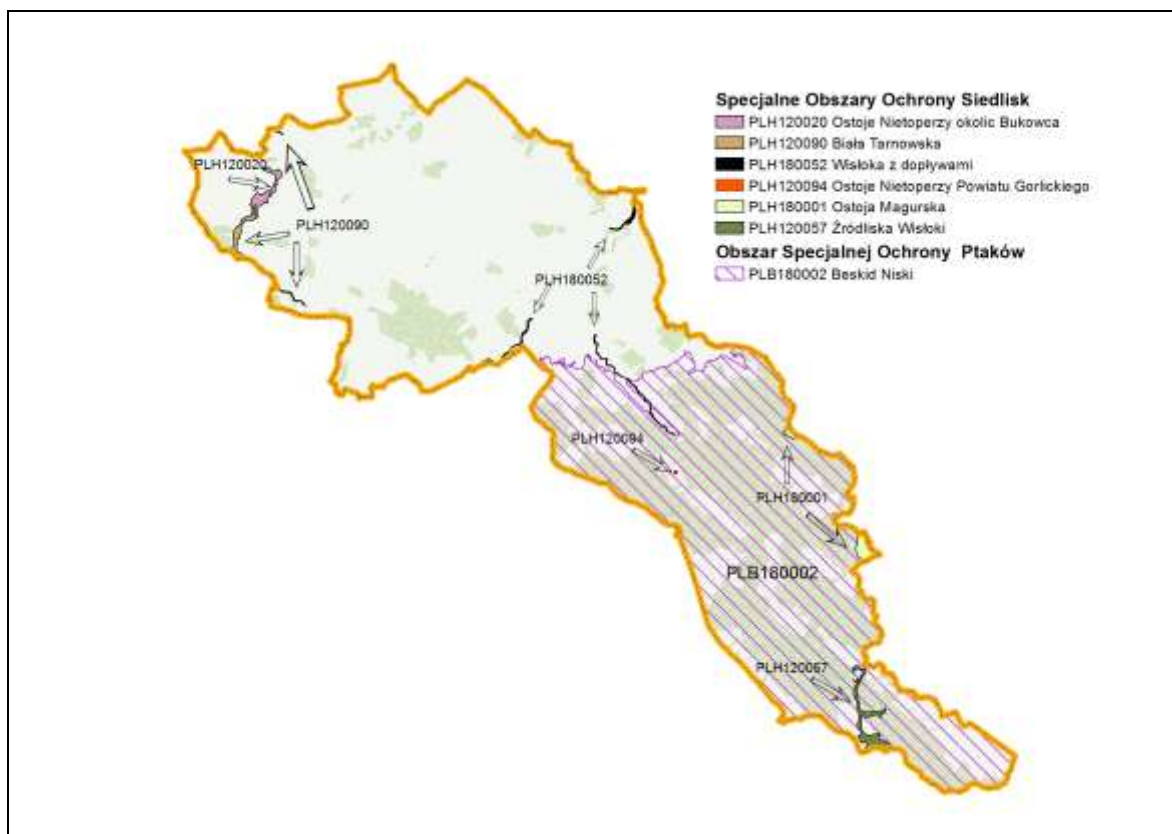 Specjalne Obszary Ochrony Siedlisk
PLH120020 Ostoje Nietoperzy okolic Bukowca
PLH120090 Biała Tarnowska
PLH180052 Wisłoka z dopływami
PLH120094 Ostoje Nietoperzy Powiatu Gorlickiego
PLH180001 Ostoja Magurska
PLH120057 Źródliska Wisłoki
Obszar Specjalnej Ochrony Ptaków
PLB180002 Beskid Niski
PLH120020
PLH120090
PLH180052
PLH120094
PLH180001
PLB180002
PLH120057